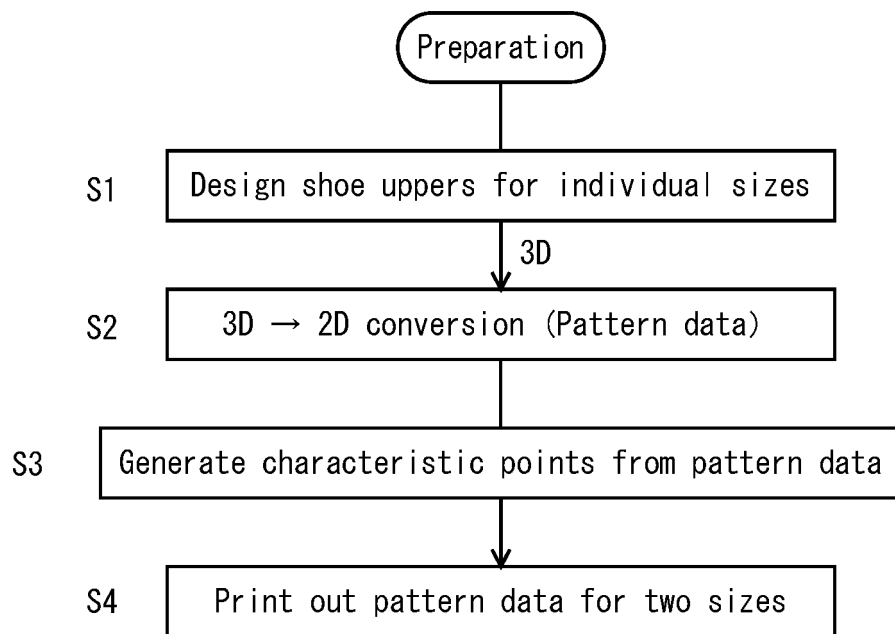 Preparation
S1 Design shoe uppers for individual sizes
3D
S2 3D → 2D conversion (Pattern data)
S3 Generate characteristic points from pattern data
S4 Print out pattern data for two sizes